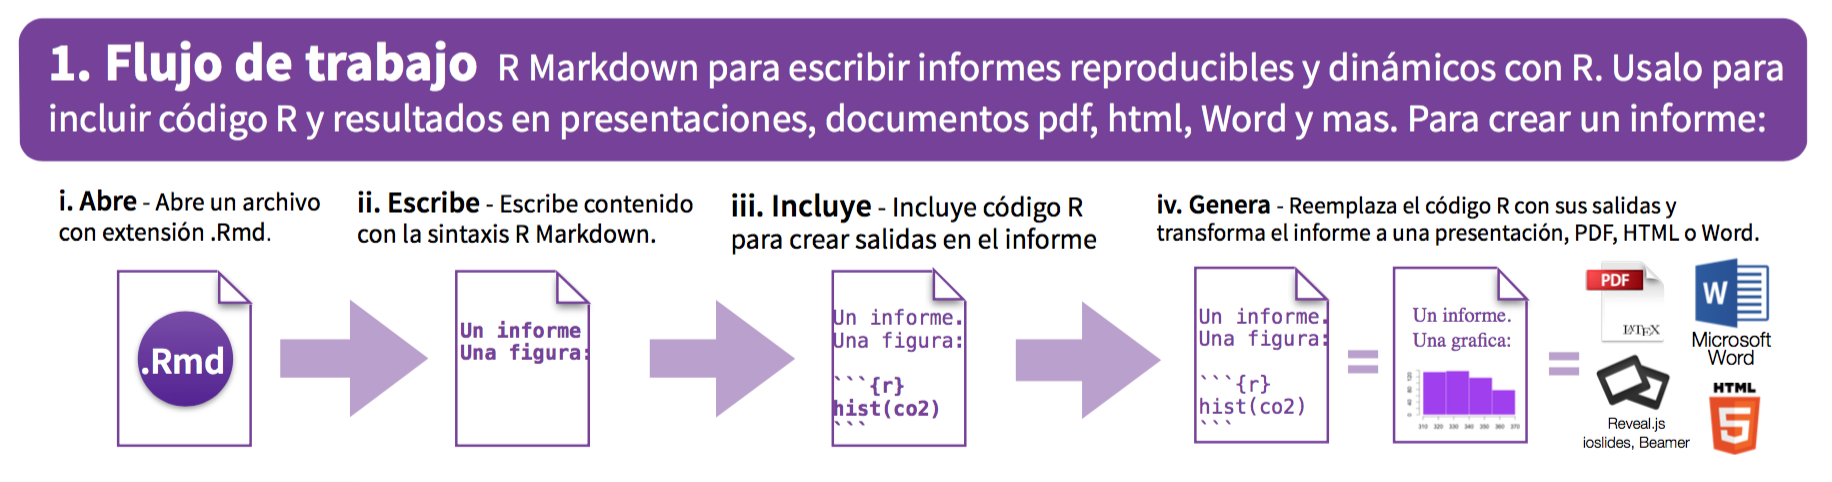 1. Flujo de trabajo R Markdown para escribir informes reproducibles y dinámicos con R. Usalo para
incluir código R y resultados en presentaciones, documentos pdf, html, Word y mas. Para crear un informe:
i. Abre - Abre un archivo
con extensión .Rmd.
.Rmd
ii. Escribe - Escribe contenido
con la sintaxis R Markdown.
Un informe
Una figura:
iii. Incluye - Incluye código R
para crear salidas en el informe
Un informe.
Una figura:
```{r}
hist(co2)
```
iv. Genera - Reemplaza el código R con sus salidas y
transforma el informe a una presentación, PDF, HTML o Word.
Un informe.
Una figura:
```{r}
hist(co2)
```
=
Un informe.
Una grafica:
0 40 80 120
310 320 330 340 350 360 370
=
PDF
LATEX
W
Microsoft
Word
Reveal.js
ioslides, Beamer
HTML
5